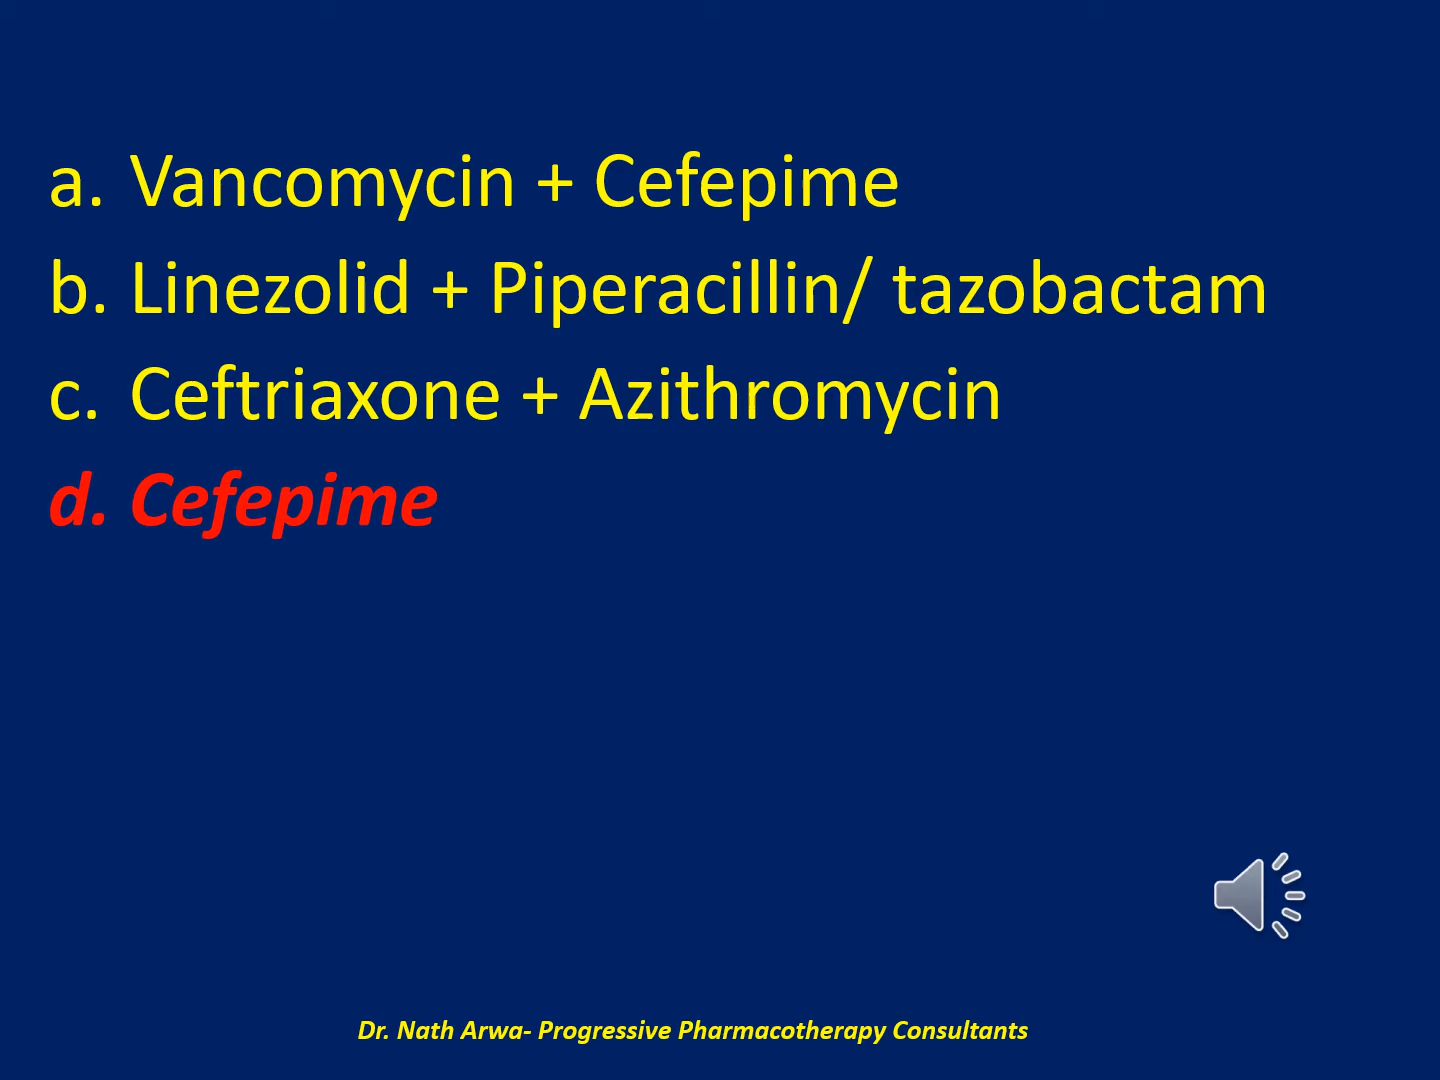 a. Vancomycin + Cefepime
b. Linezolid + Piperacillin/ tazobactam
c. Ceftriaxone + Azithromycin
d. Cefepime
Dr. Nath Arwa- Progressive Pharmacotherapy Consultants